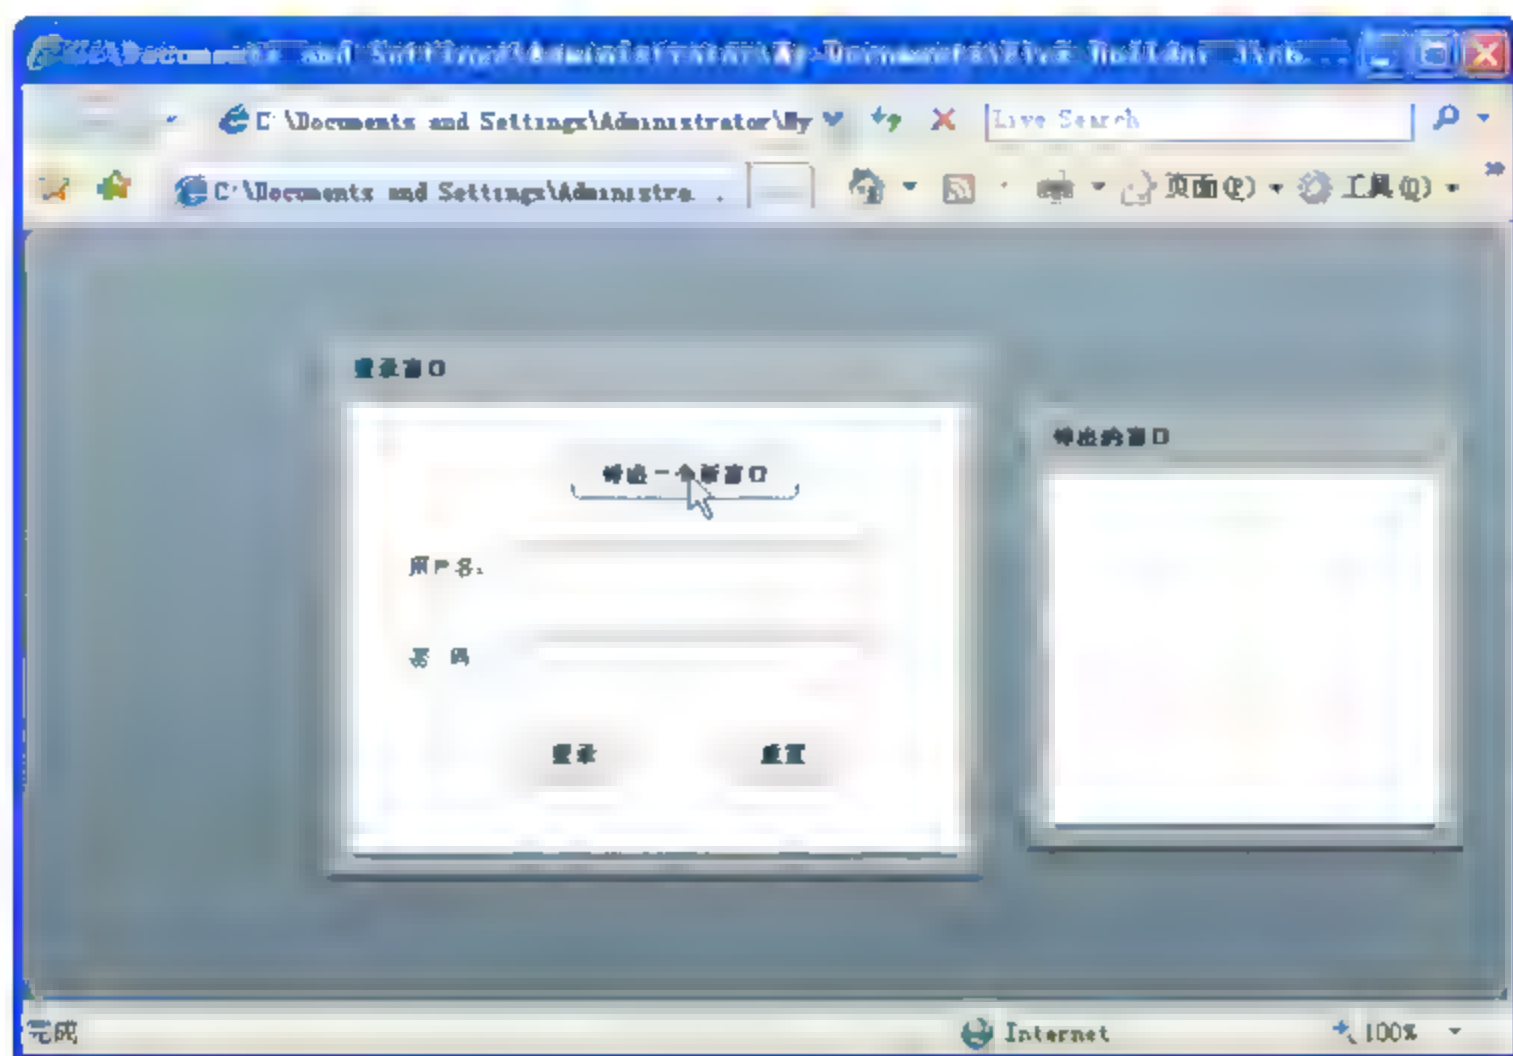 C:\Documents and Settings\Administrator\My
Live Search
C:\Documents and Settings\Administra...
页面(P)
工具(O)
登录窗口
弹出的窗口
弹出一个新窗口
用户名:
密 码
登录
重置
完成
Internet
100%